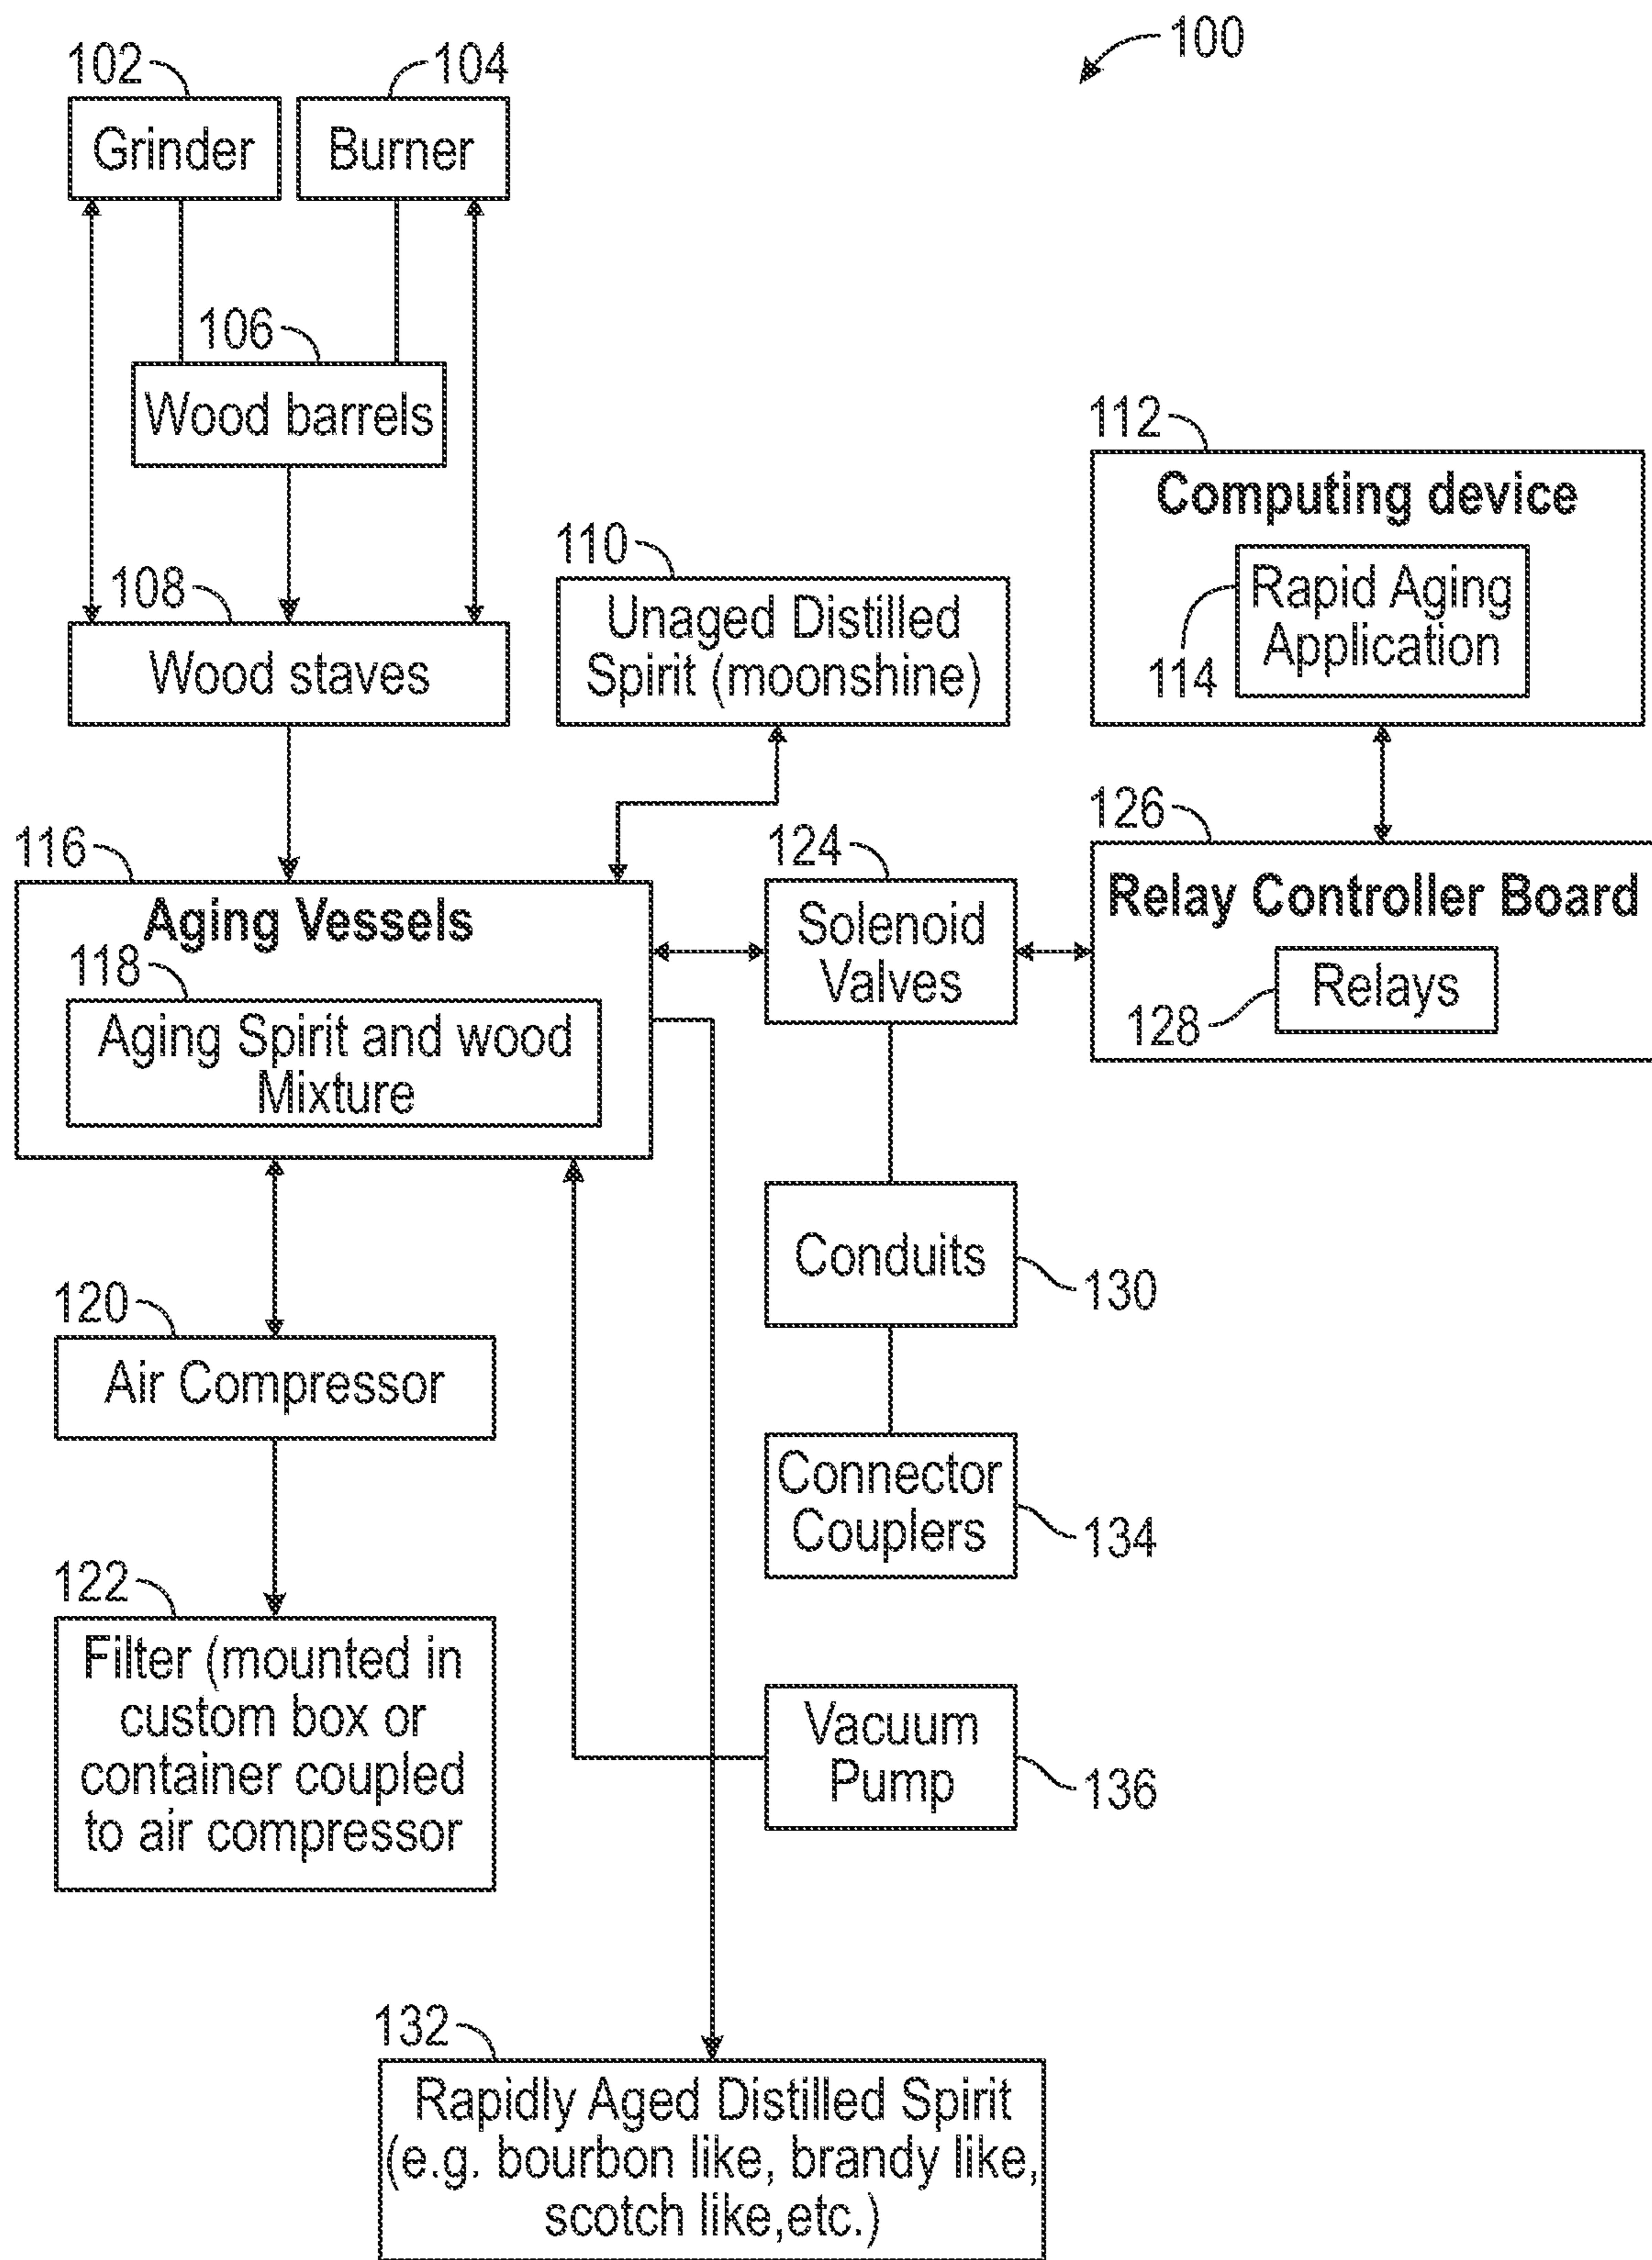 100
102
104
Grinder
Burner
106
Wood barrels
112
Computing device
110
108
Rapid Aging
Application
114
Unaged Distilled
Spirit (moonshine)
Wood staves
126
116
124
Aging Vessels
Solenoid
Valves
Relay Controller Board
118
Relays
128
Aging Spirit and wood
Mixture
Conduits
130
120
Air Compressor
Connector
Couplers
134
122
Filter (mounted in
custom box or
container coupled
to air compressor
Vacuum
Pump
136
132
Rapidly Aged Distilled Spirit
(e.g. bourbon like, brandy like,
scotch like,etc.)